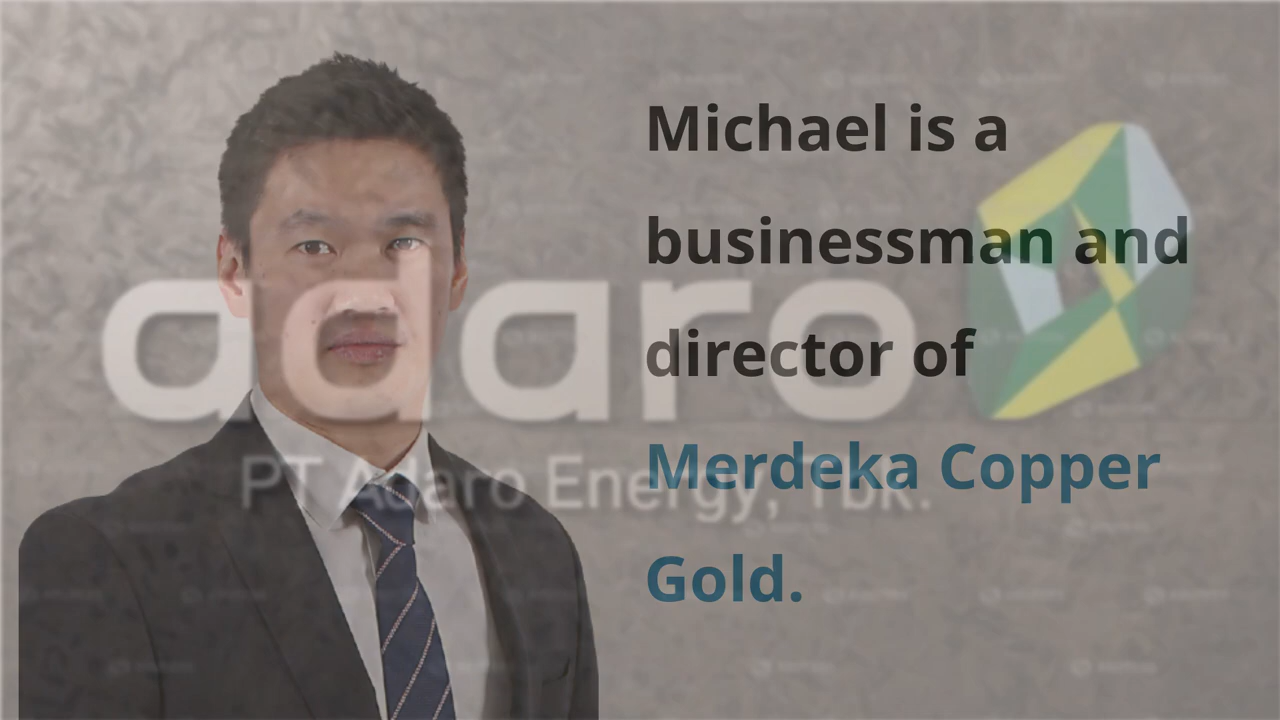 Michael is a
businessman and
director of
adaro
Merdeka Copper
PT Adaro Energy, Tbk.
Gold.